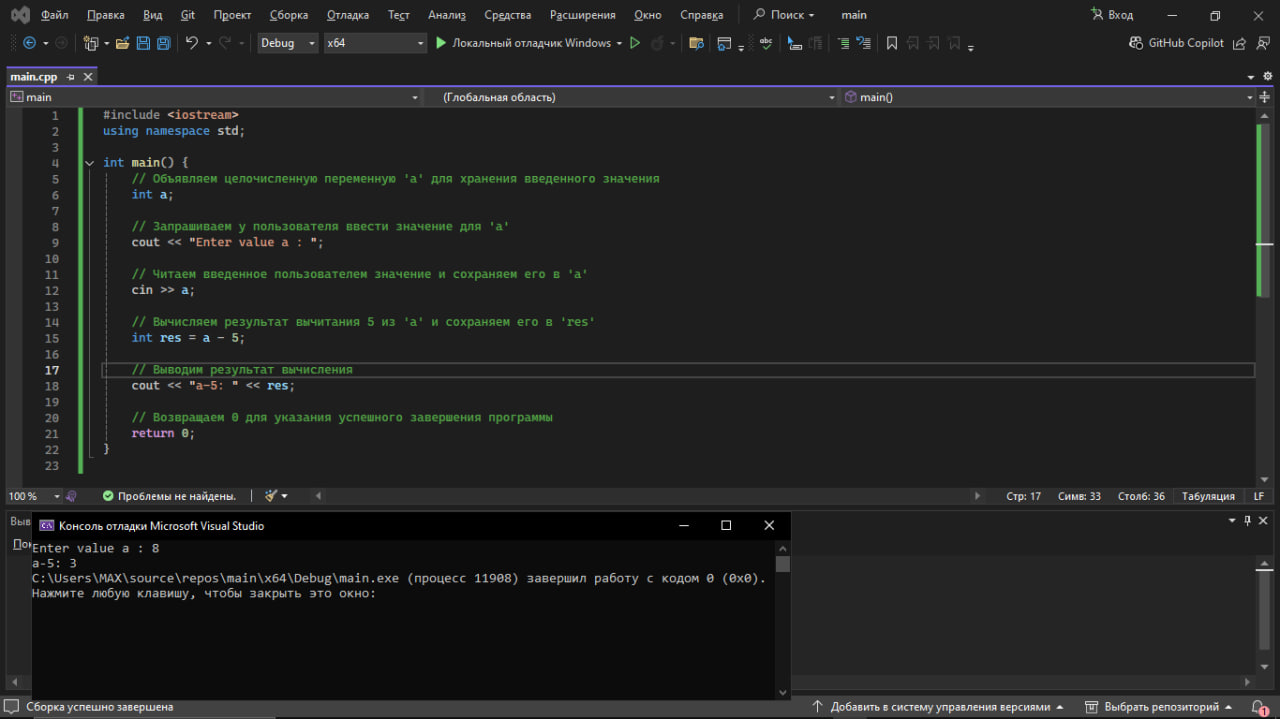 Файл Правка Вид Git Проект Сборка Отладка Тест Анализ Средства Расширения Окно Справка Поиск main Вход
Debug x64 Локальный отладчик Windows GitHub Copilot
main.cpp
main (Глобальная область) main()
1 #include <iostream>
2 using namespace std;
3
4 int main() {
5 // Объявляем целочисленную переменную 'a' для хранения введенного значения
6 int a;
7
8 // Запрашиваем у пользователя ввести значение для 'a'
9 cout << "Enter value a : ";
10
11 // Читаем введенное пользователем значение и сохраняем его в 'a'
12 cin >> a;
13
14 // Вычисляем результат вычитания 5 из 'a' и сохраняем его в 'res'
15 int res = a - 5;
16
17 // Выводим результат вычисления
18 cout << "a-5: " << res;
19
20 // Возвращаем 0 для указания успешного завершения программы
21 return 0;
22 }
23
100 % Проблемы не найдены. Стр: 17 Симв: 33 Столб: 36 Табуляция LF
Консоль отладки Microsoft Visual Studio
Enter value a : 8
a-5: 3
C:\Users\MAX\source\repos\main\x64\Debug\main.exe (процесс 11908) завершил работу с кодом 0 (0x0).
Нажмите любую клавишу, чтобы закрыть это окно:
Сборка успешно завершена Добавить в систему управления версиями Выбрать репозиторий 1